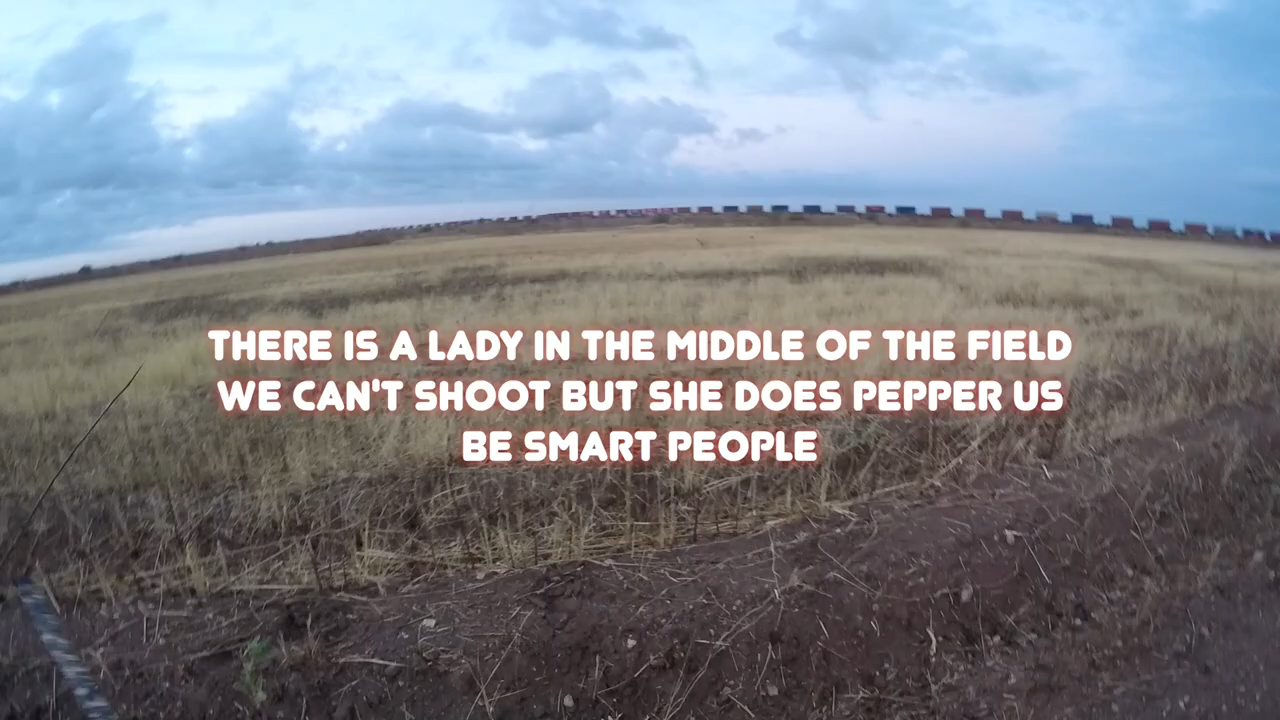 THERE IS A LADY IN THE MIDDLE OF THE FIELD
WE CAN'T SHOOT BUT SHE DOES PEPPER US
BE SMART PEOPLE